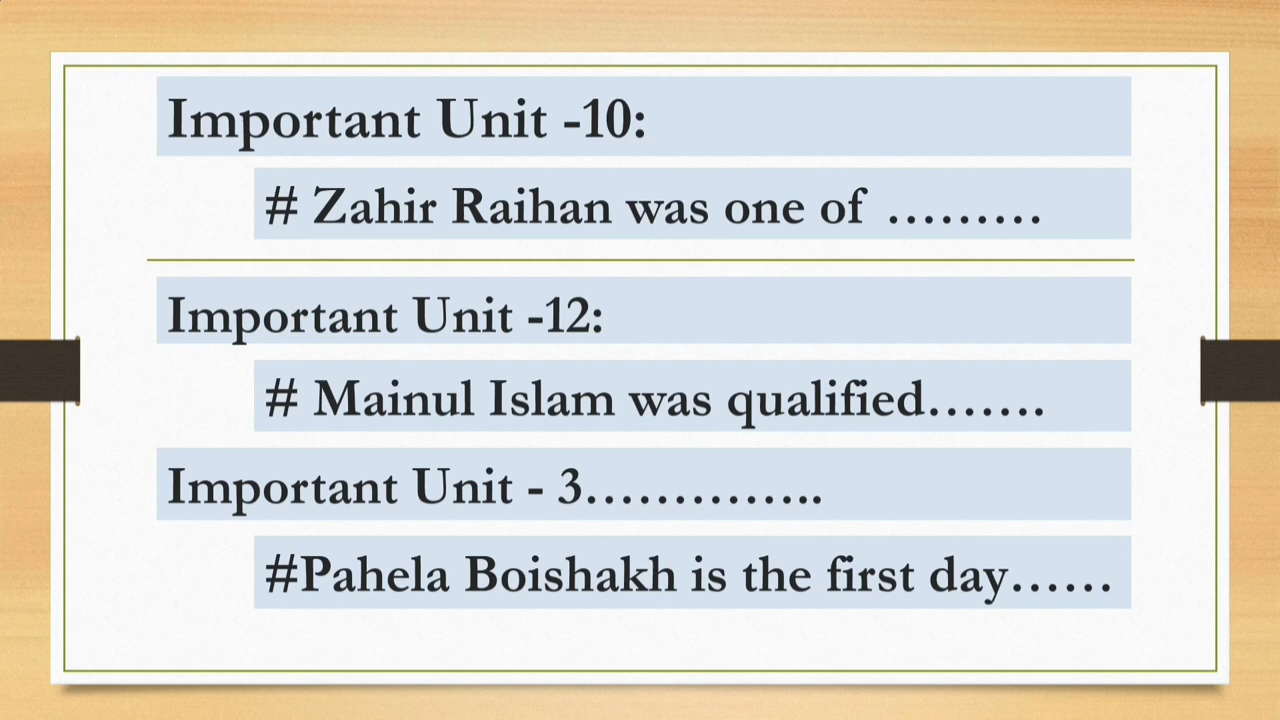 Important Unit -10:
# Zahir Raihan was one of ………
Important Unit -12:
# Mainul Islam was qualified…….
Important Unit - 3…………..
#Pahela Boishakh is the first day……